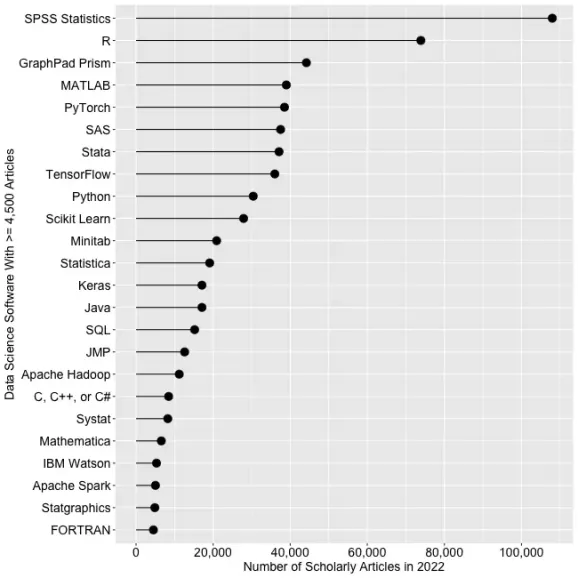 Data Science Software With >= 4,500 Articles
SPSS Statistics
R
GraphPad Prism
MATLAB
PyTorch
SAS
Stata
TensorFlow
Python
Scikit Learn
Minitab
Statistica
Keras
Java
SQL
JMP
Apache Hadoop
C, C++, or C#
Systat
Mathematica
IBM Watson
Apache Spark
Statgraphics
FORTRAN
0 20,000 40,000 60,000 80,000 100,000
Number of Scholarly Articles in 2022